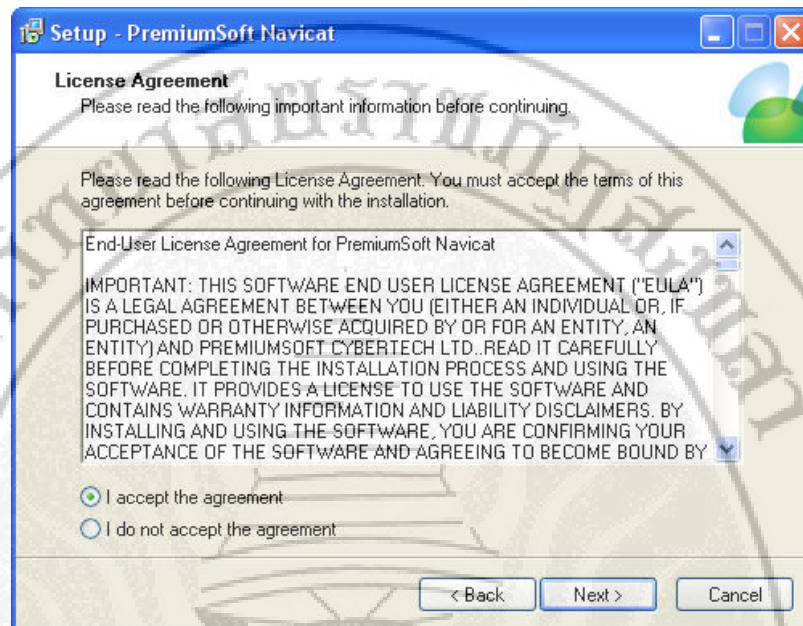 Setup - PremiumSoft Navicat
License Agreement
Please read the following important information before continuing.
Please read the following License Agreement. You must accept the terms of this
agreement before continuing with the installation.
End-User License Agreement for PremiumSoft Navicat
IMPORTANT: THIS SOFTWARE END USER LICENSE AGREEMENT ("EULA")
IS A LEGAL AGREEMENT BETWEEN YOU (EITHER AN INDIVIDUAL OR, IF
PURCHASED OR OTHERWISE ACQUIRED BY OR FOR AN ENTITY, AN
ENTITY) AND PREMIUMSOFT CYBERTECH LTD..READ IT CAREFULLY
BEFORE COMPLETING THE INSTALLATION PROCESS AND USING THE
SOFTWARE. IT PROVIDES A LICENSE TO USE THE SOFTWARE AND
CONTAINS WARRANTY INFORMATION AND LIABILITY DISCLAIMERS. BY
INSTALLING AND USING THE SOFTWARE, YOU ARE CONFIRMING YOUR
ACCEPTANCE OF THE SOFTWARE AND AGREEING TO BECOME BOUND BY
I accept the agreement
I do not accept the agreement
< Back
Next >
Cancel